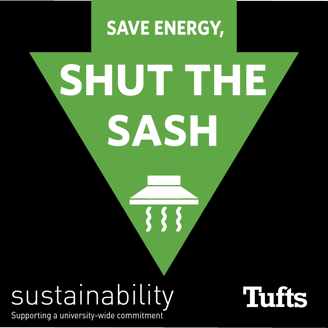 SAVE ENERGY,
SHUT THE
SASH
sustainability
Supporting a university-wide commitment
Tufts